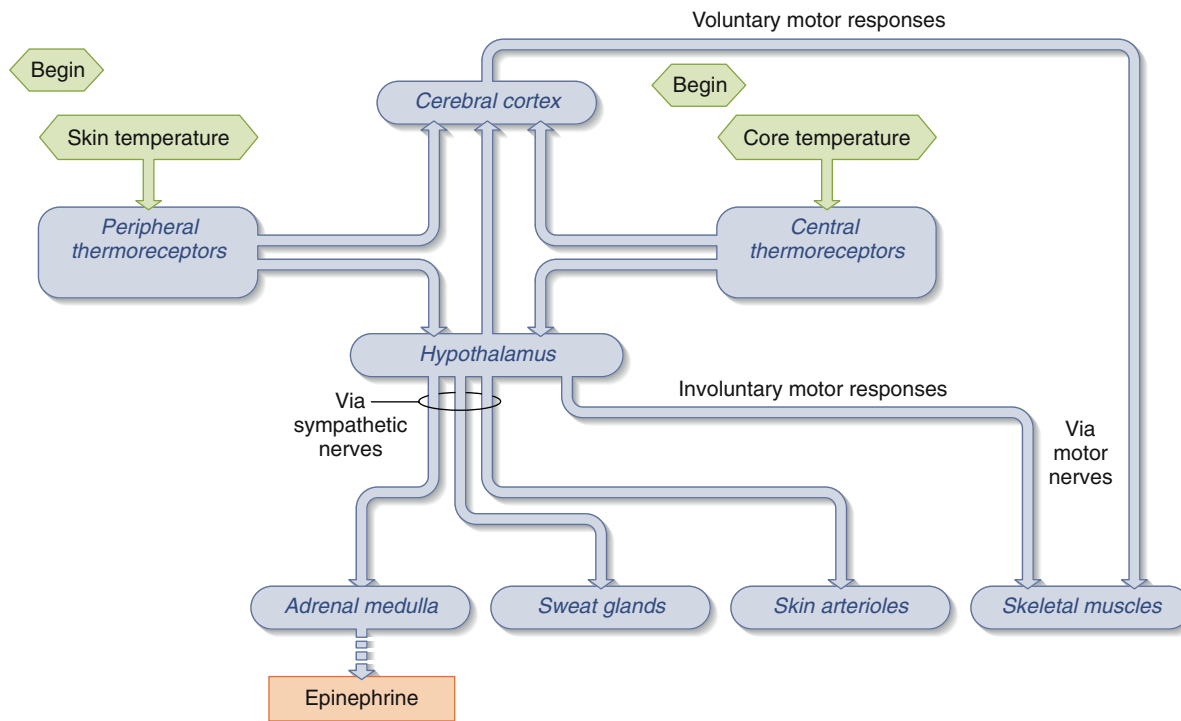 Voluntary motor responses
Begin
Begin
Cerebral cortex
Skin temperature
Core temperature
Peripheral
thermoreceptors
Central
thermoreceptors
Hypothalamus
Involuntary motor responses
Via
sympathetic
nerves
Via
motor
nerves
Adrenal medulla
Sweat glands
Skin arterioles
Skeletal muscles
Epinephrine